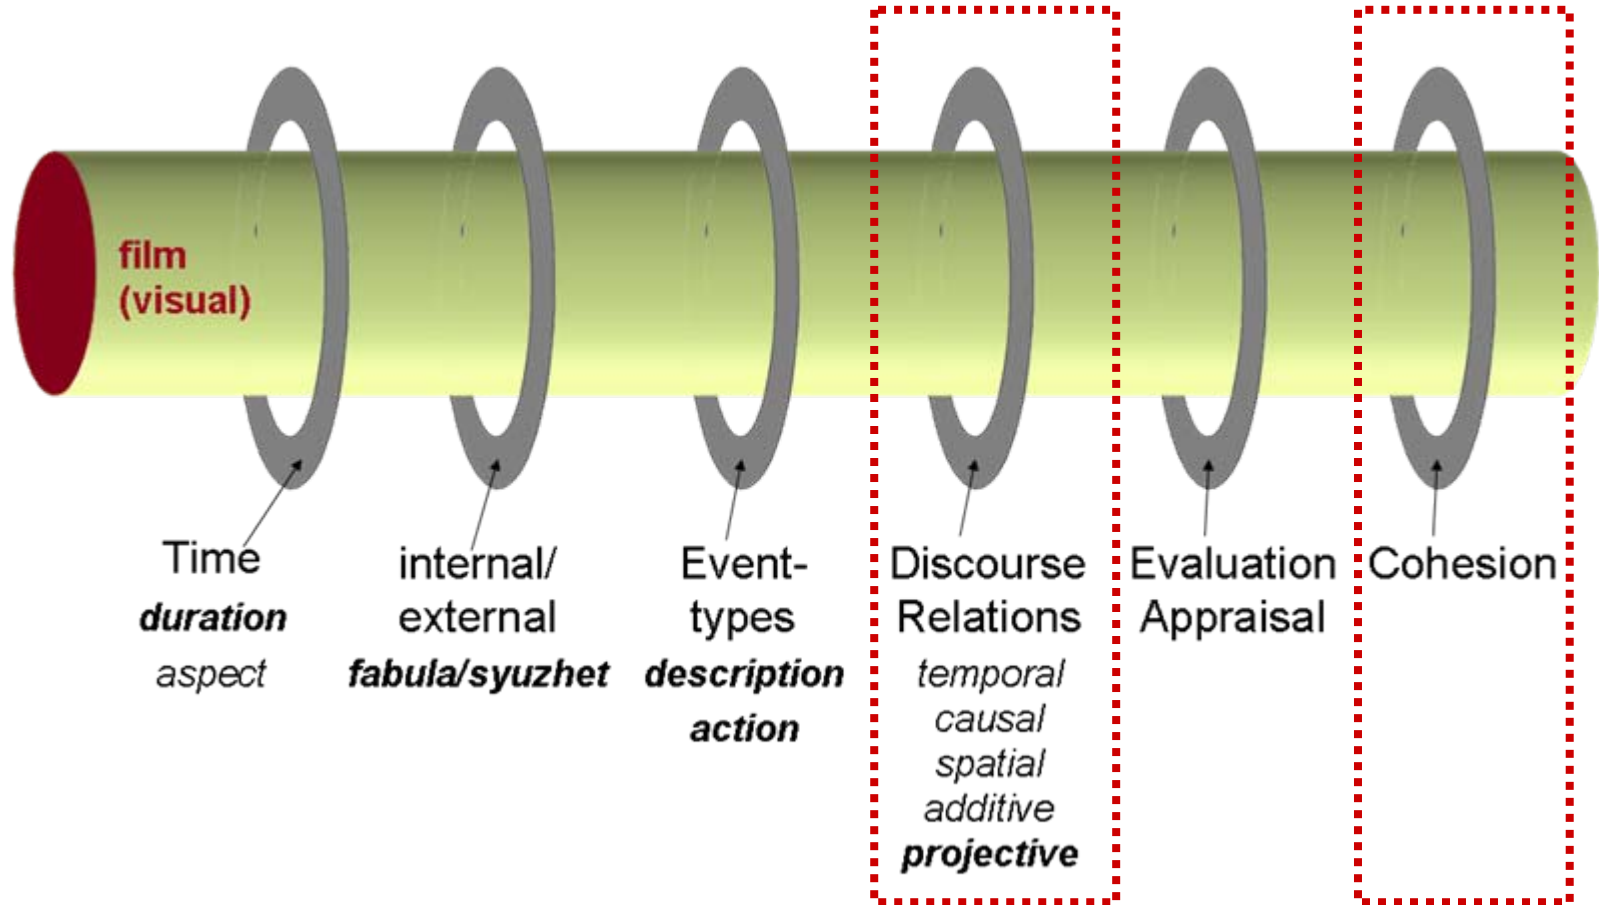 film
(visual)
Time
duration
aspect
internal/
external
fabula/syuzhet
Event-
types
description
action
Discourse
Relations
temporal
causal
spatial
additive
projective
Evaluation
Appraisal
Cohesion